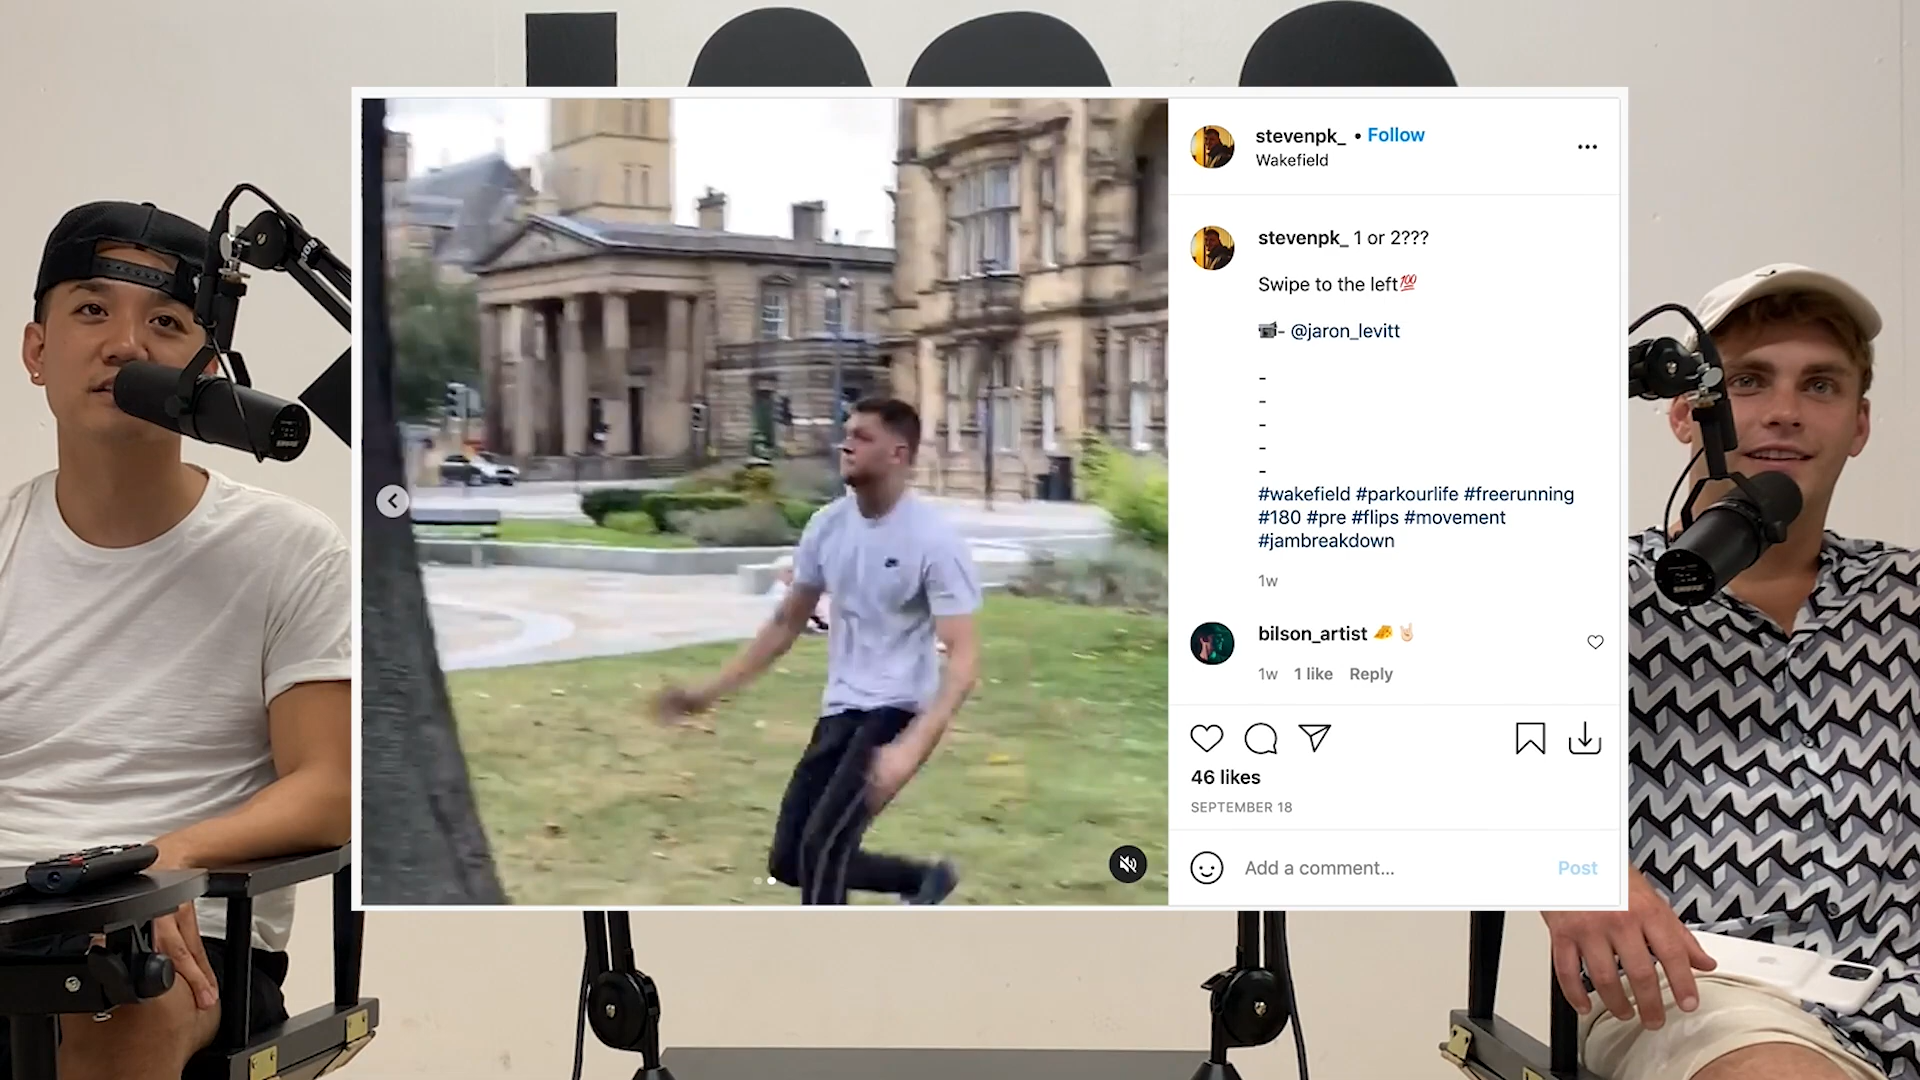 stevenpk_ • Follow
Wakefield
stevenpk_ 1 or 2???
Swipe to the left💯
📹- @jaron_levitt
-
-
-
-
-
#wakefield #parkourlife #freerunning
#180 #pre #flips #movement
#jambreakdown
1w
bilson_artist 🧀🤘🏻
1w 1 like Reply
46 likes
SEPTEMBER 18
Add a comment... Post